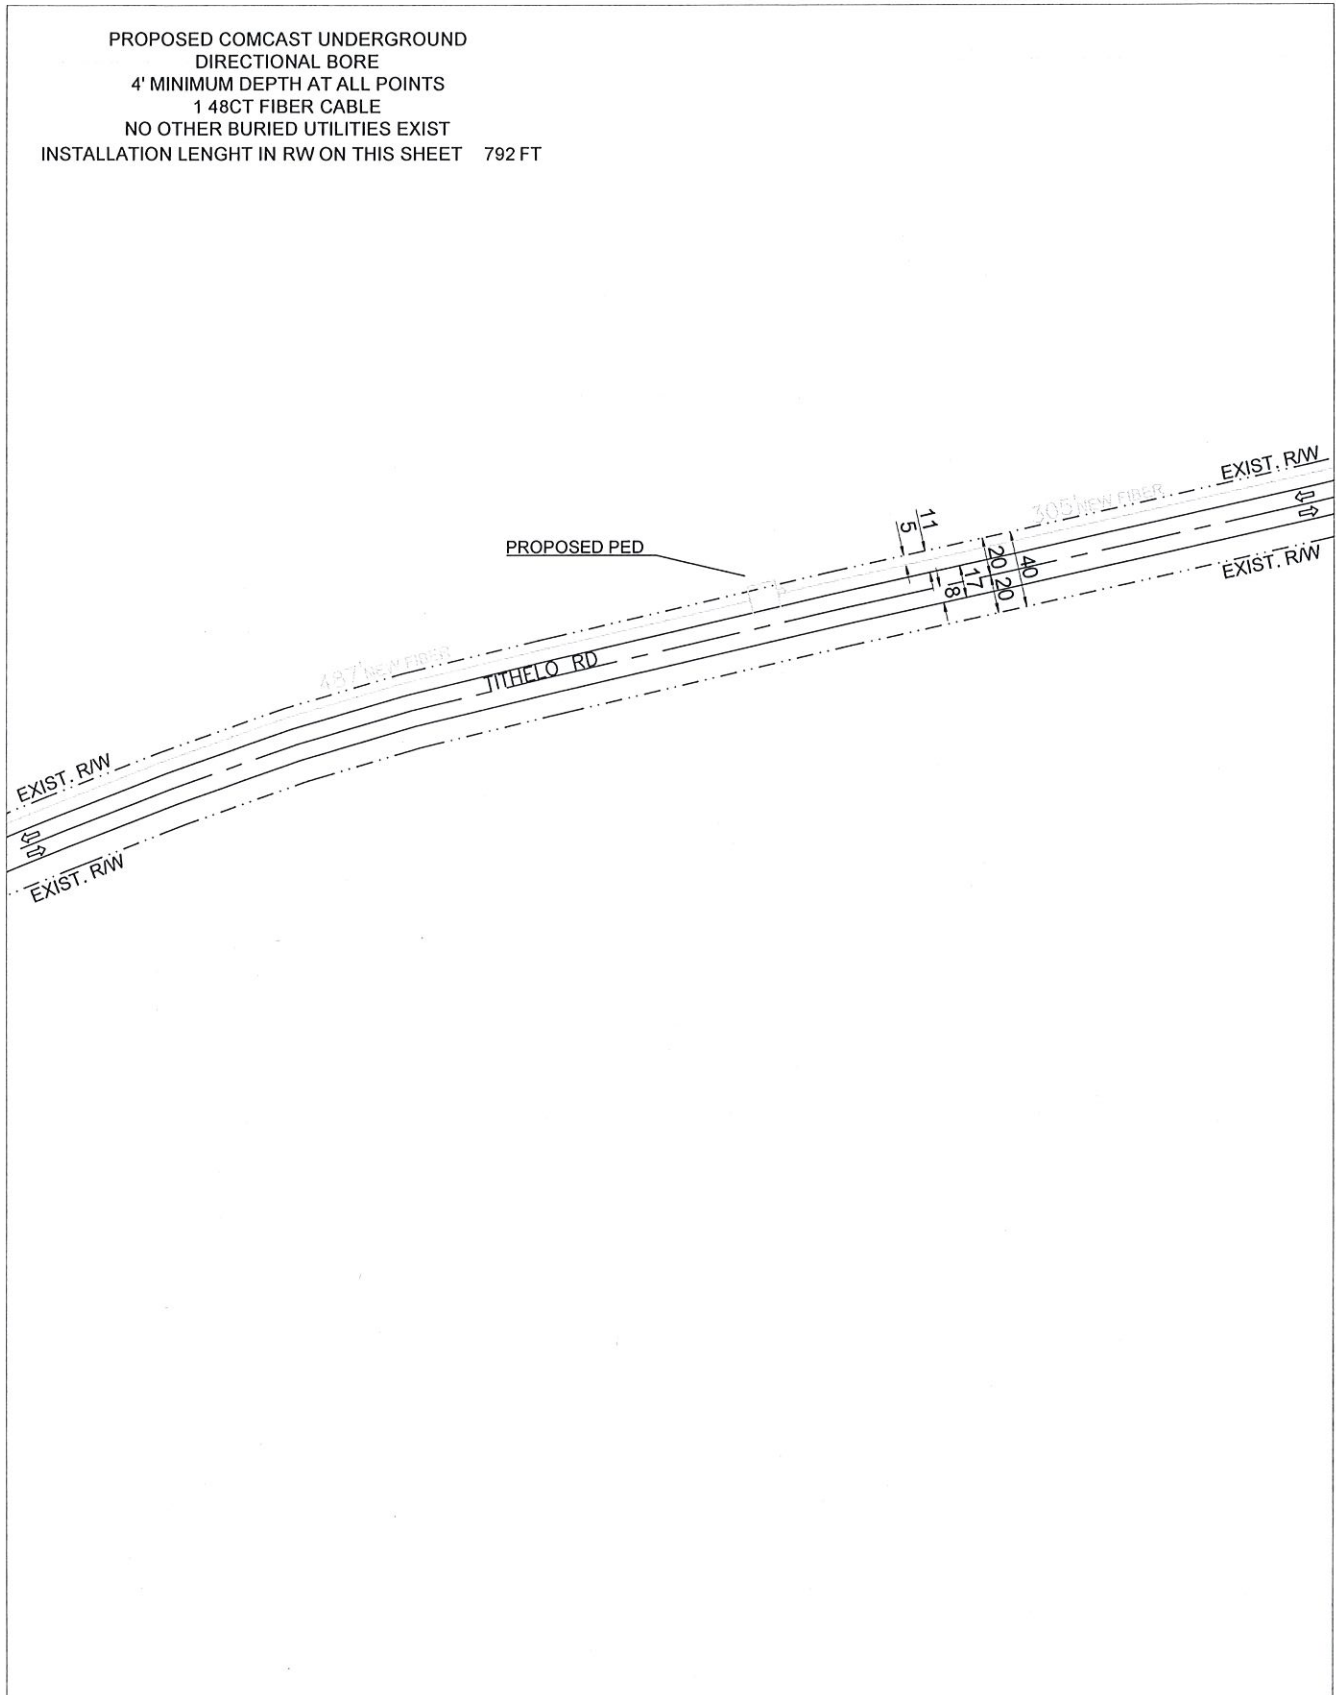 PROPOSED COMCAST UNDERGROUND
DIRECTIONAL BORE
4' MINIMUM DEPTH AT ALL POINTS
1 48CT FIBER CABLE
NO OTHER BURIED UTILITIES EXIST
INSTALLATION LENGHT IN RW ON THIS SHEET 792 FT
EXIST. R/W
305' NEW FIBER
11
5
PROPOSED PED
20
40
17
20
18
EXIST. R/W
487' NEW FIBER
TITHELO RD
EXIST. R/W
EXIST. R/W